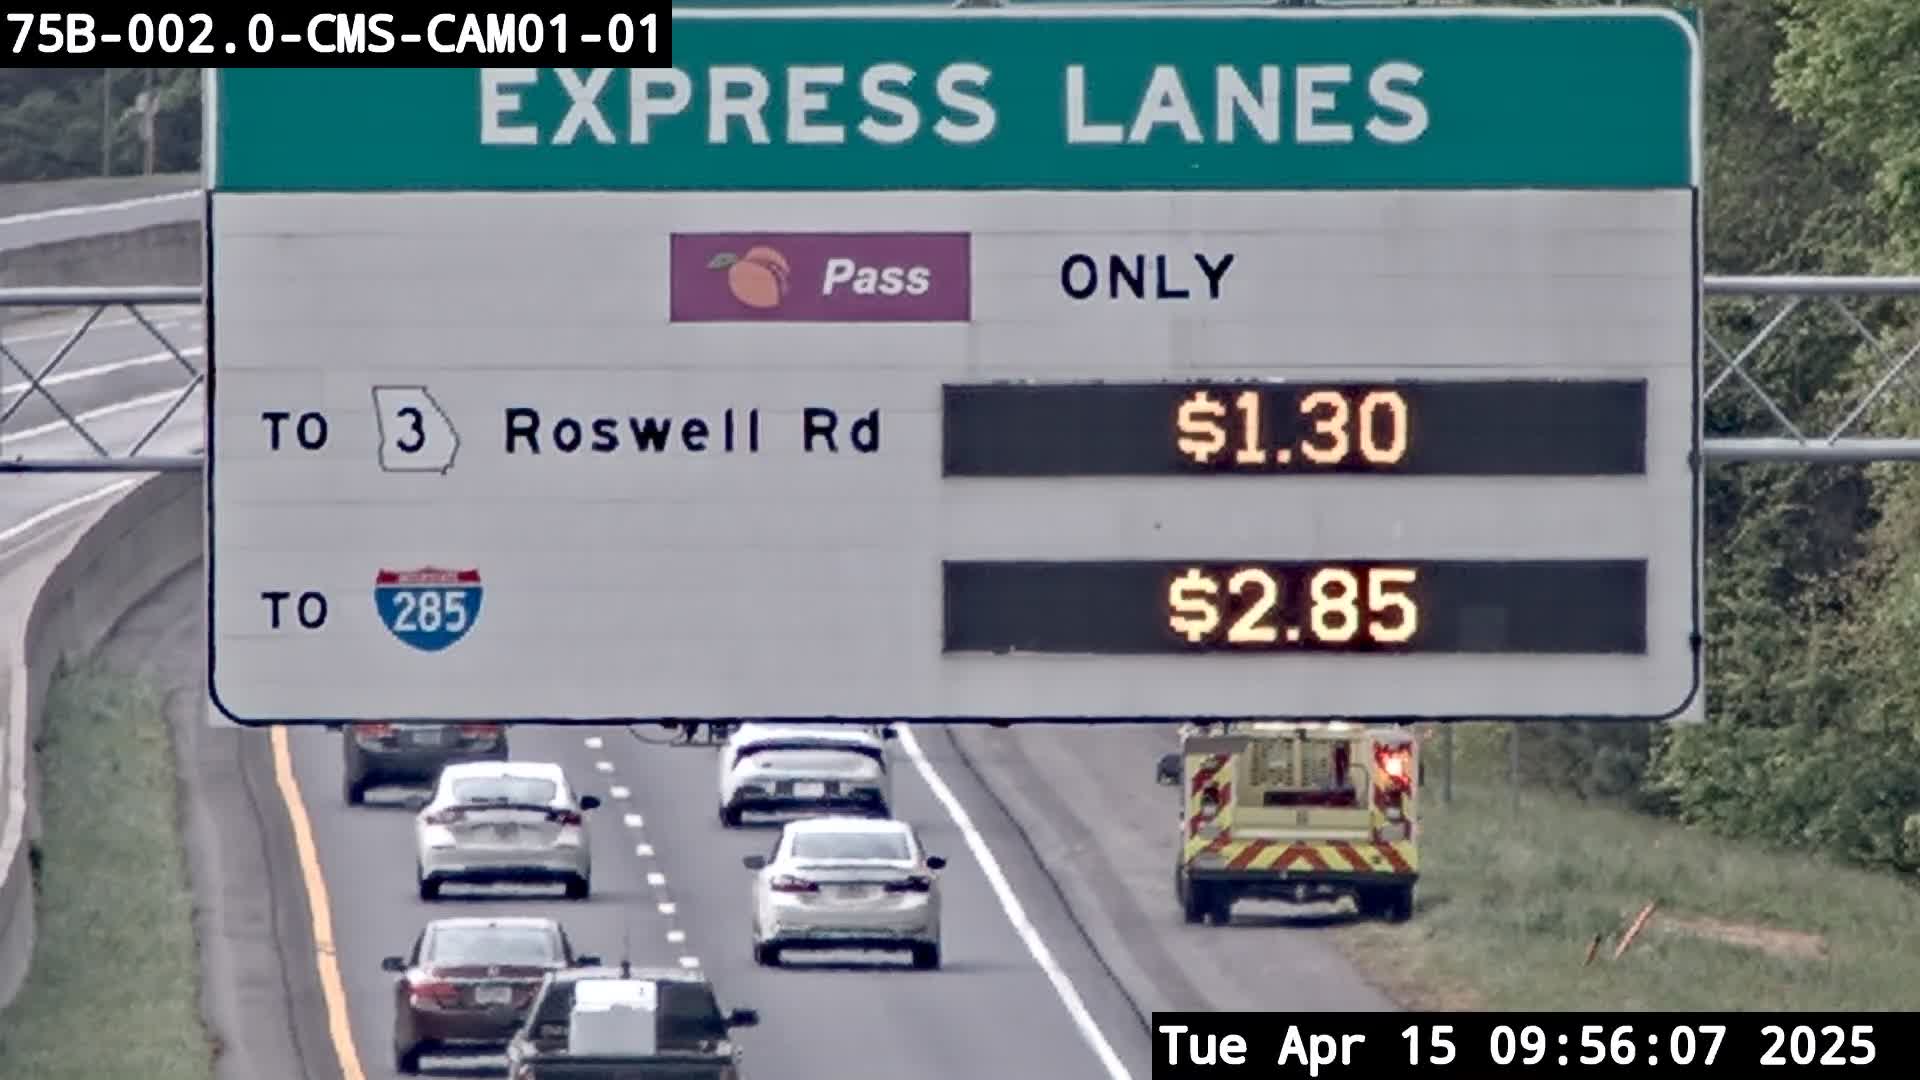 75B-002.0-CMS-CAM01-01
EXPRESS LANES
Pass ONLY
TO 3 Roswell Rd $1.30
TO 285 $2.85
Tue Apr 15 09:56:07 2025